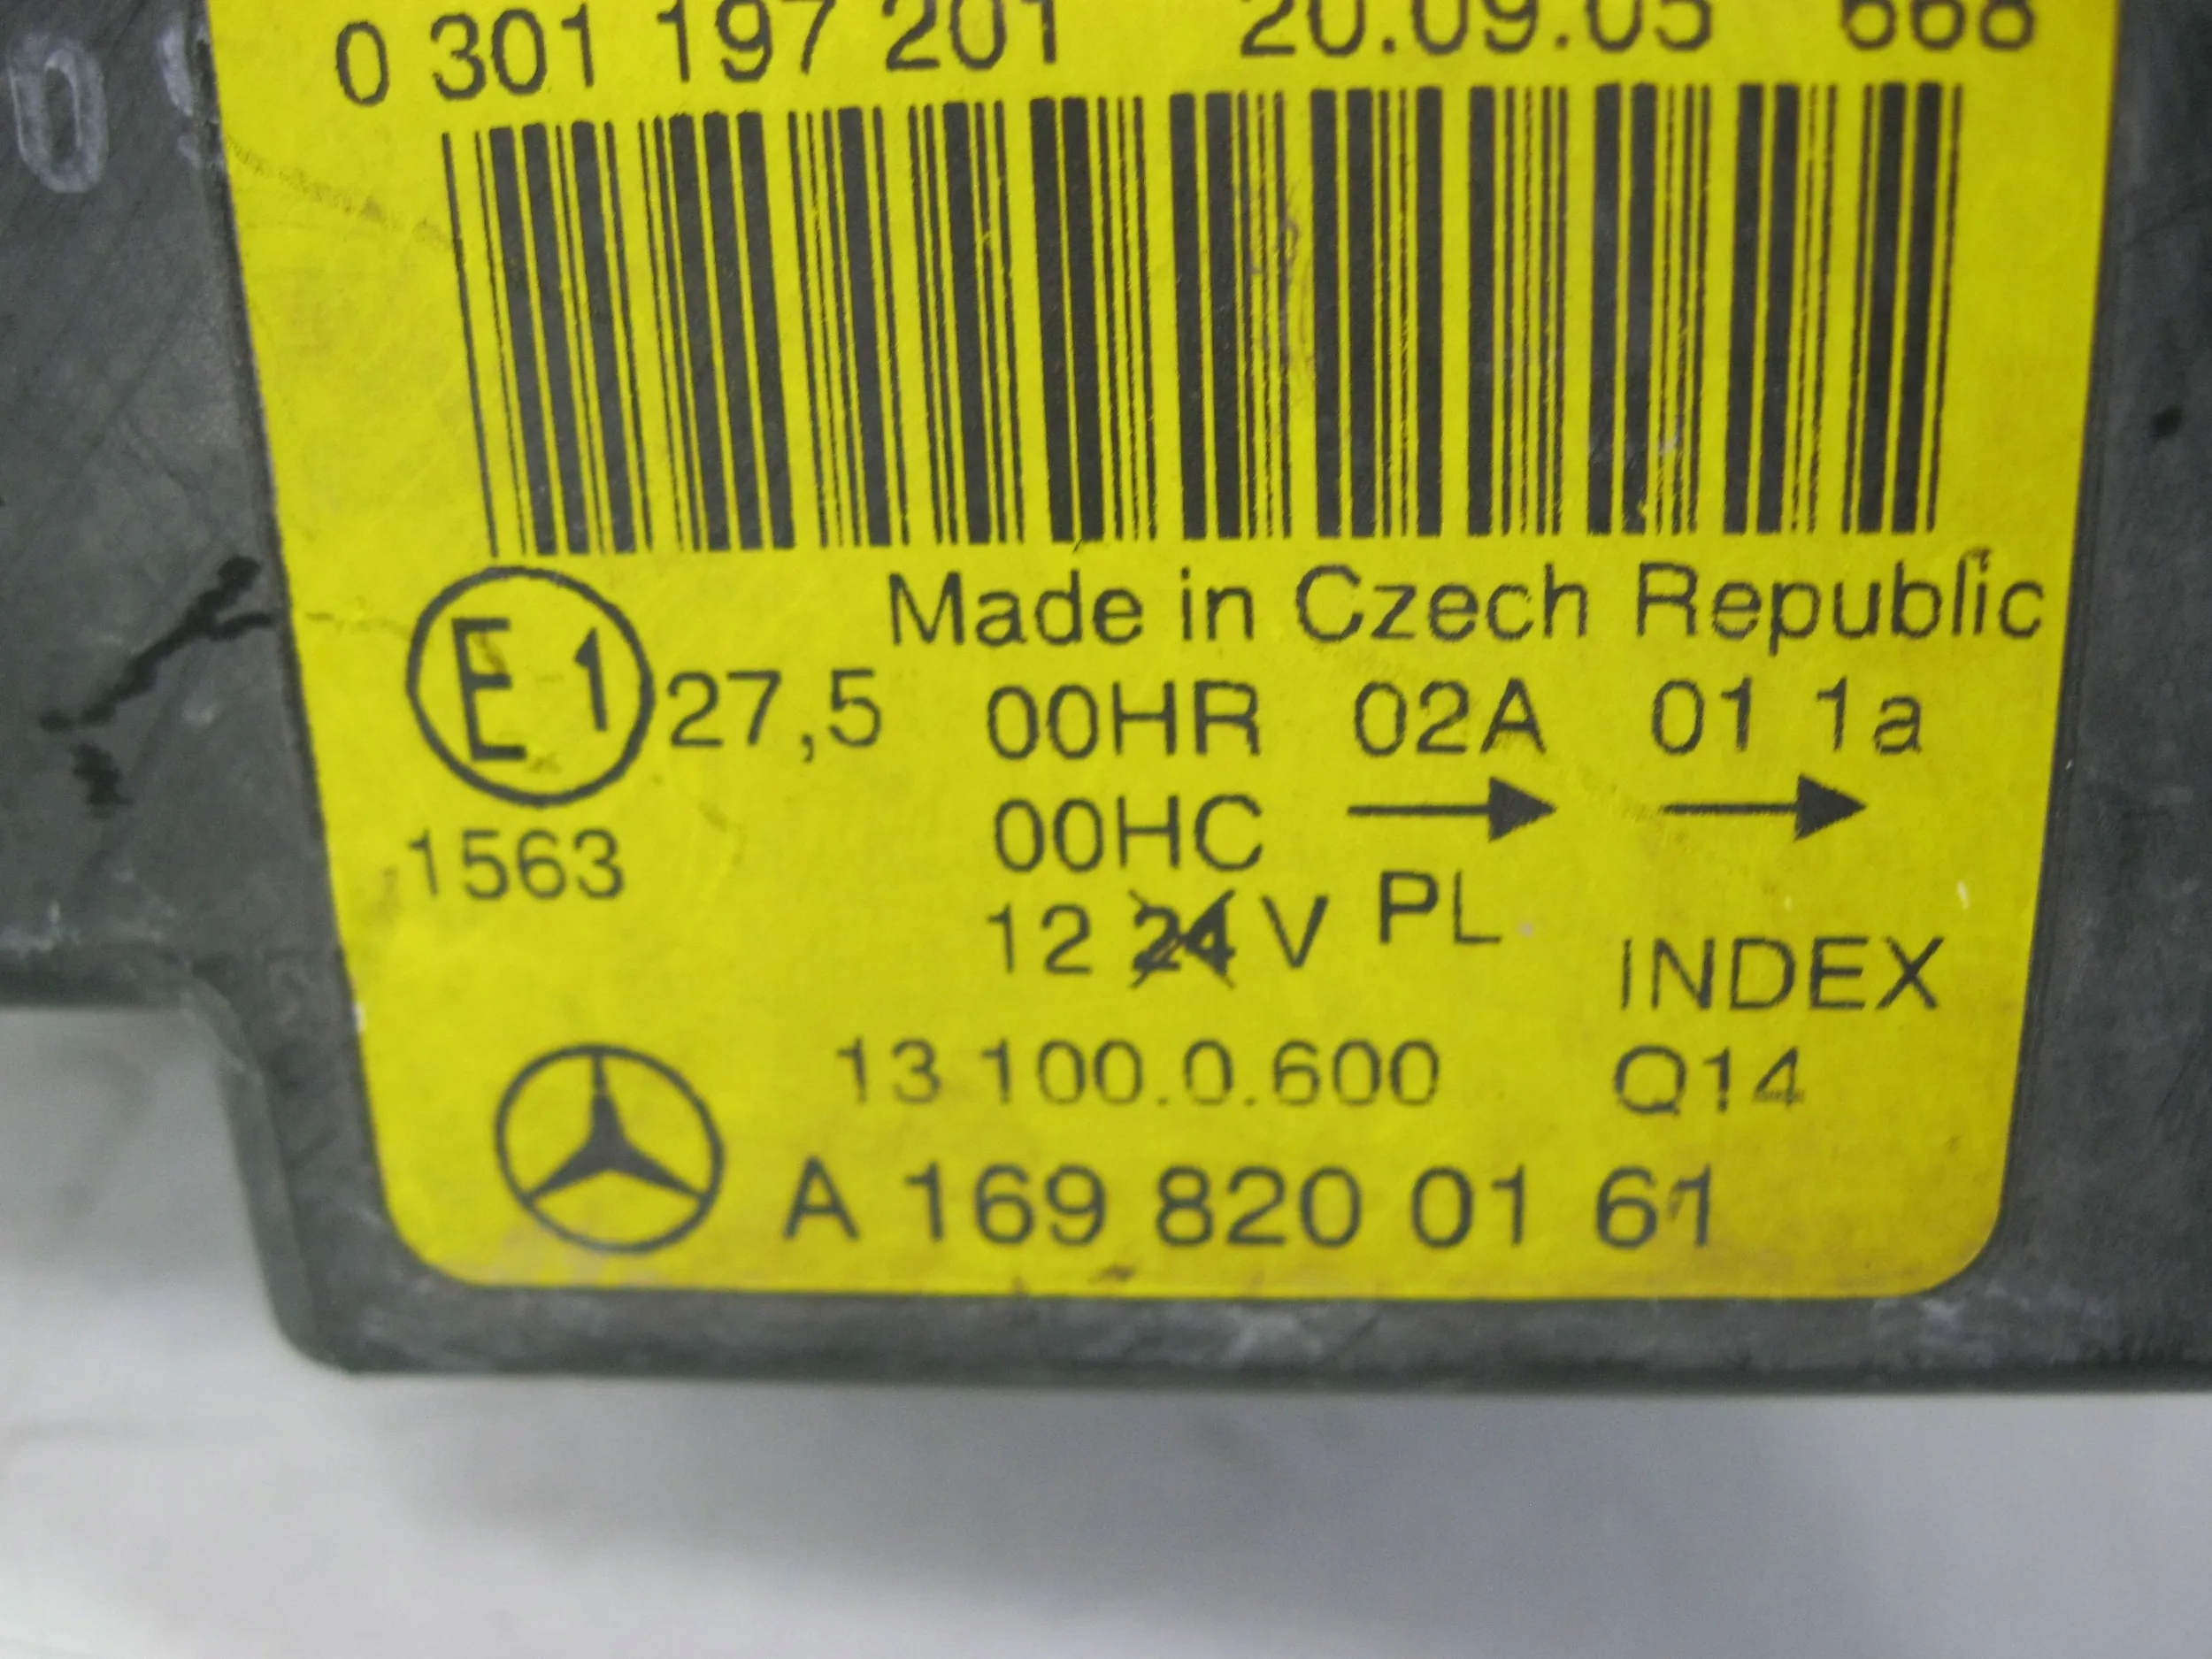 0 301 197 201 20.09.05 668
Made in Czech Republic
E1 27,5 00HR 02A 01 1a
00HC → →
1563
12 24 V PL
INDEX
13 100.0.600 Q14
A 169 820 01 61